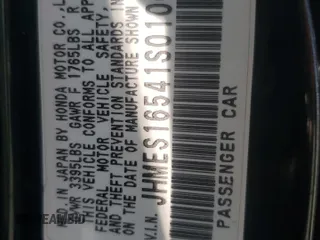 IN JAPAN BY HONDA MOTOR CO., L
3395LBS GAWR F 1765LBS R
THIS VEHICLE CONFORMS TO ALL APP
FEDERAL MOTOR VEHICLE SAFETY
AND THEFT PREVENTION STANDARDS IN
ON THE DATE OF MANUFACTURE SHOWN
V.I.N. JHMES16541S010
PASSENGER CAR